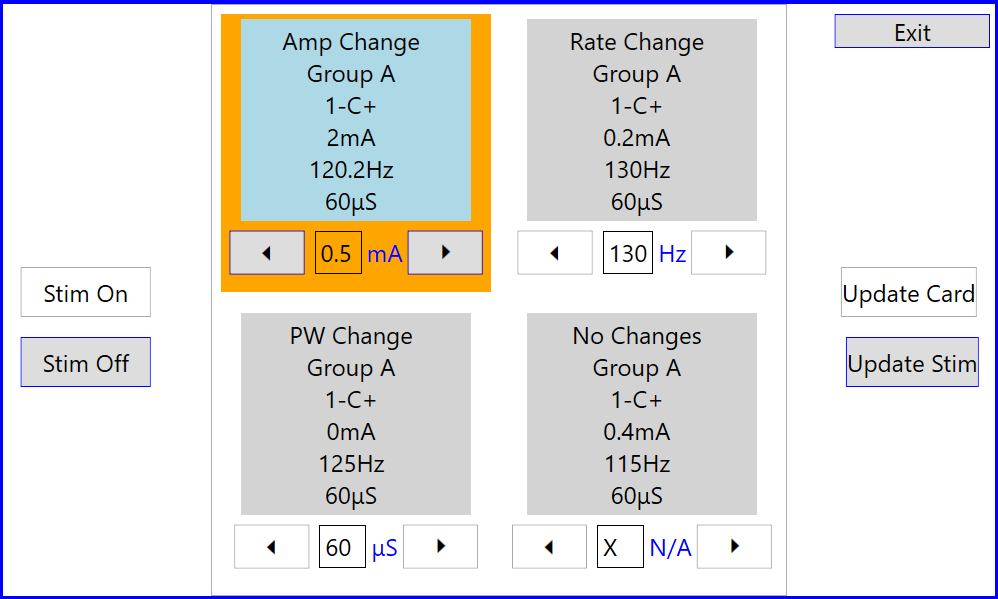 Exit
Amp Change
Group A
1-C+
2mA
120.2Hz
60µS
0.5 mA
Rate Change
Group A
1-C+
0.2mA
130Hz
60µS
130 Hz
Stim On
Stim Off
PW Change
Group A
1-C+
0mA
125Hz
60µS
60 µS
No Changes
Group A
1-C+
0.4mA
115Hz
60µS
X N/A
Update Card
Update Stim